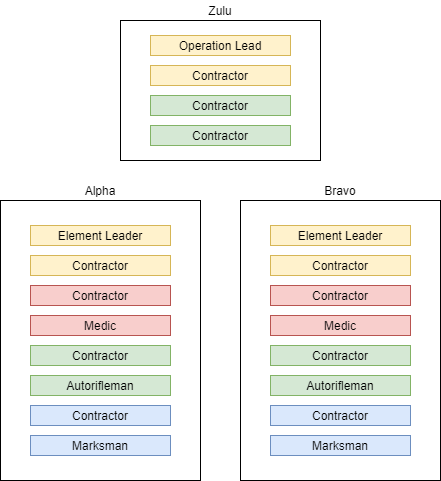 Zulu
Operation Lead
Contractor
Contractor
Contractor
Alpha
Element Leader
Contractor
Contractor
Medic
Contractor
Autorifleman
Contractor
Marksman
Bravo
Element Leader
Contractor
Contractor
Medic
Contractor
Autorifleman
Contractor
Marksman